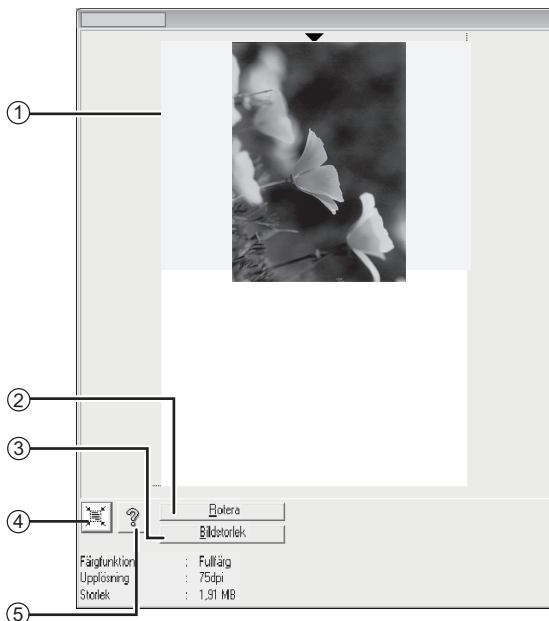 ①
②
③
④
⑤
Rotera
Bildstorlek
Färgfunktion : Fullfärg
Upplösning : 75dpi
Storlek : 1,91 MB